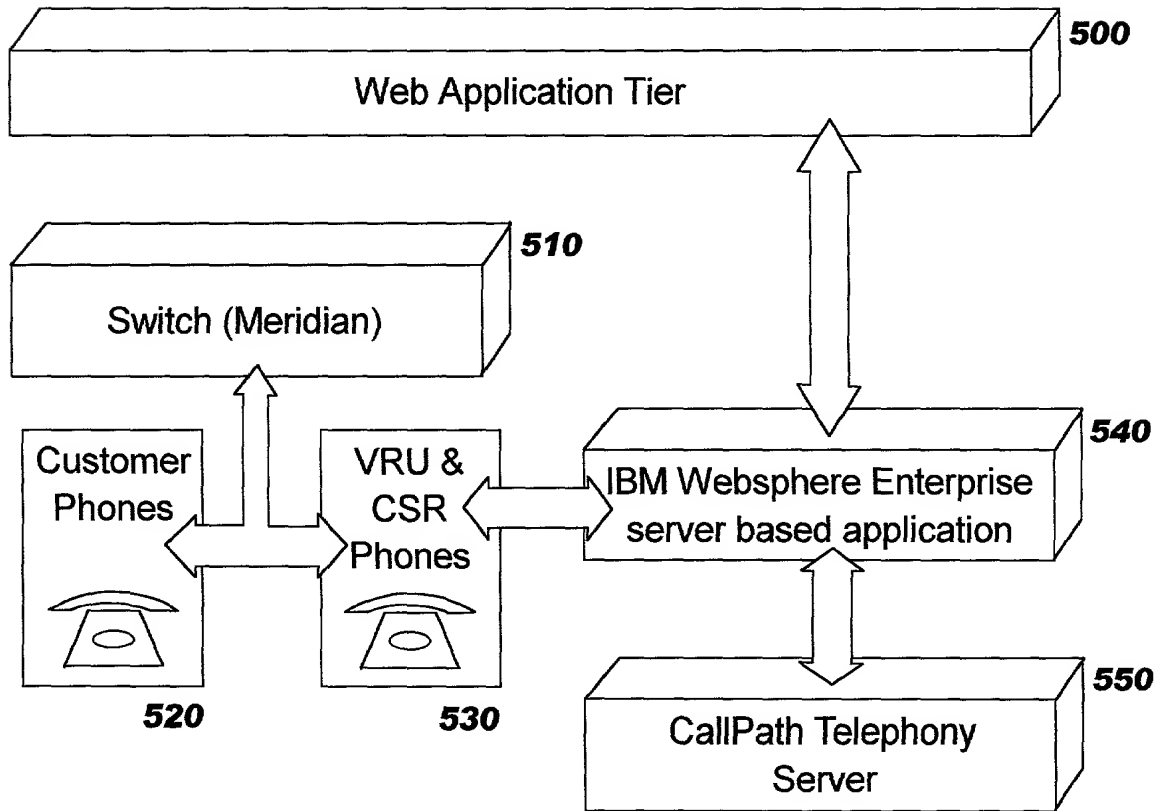 500
Web Application Tier
510
Switch (Meridian)
Customer
Phones
520
VRU &
CSR
Phones
530
540
IBM Websphere Enterprise
server based application
550
CallPath Telephony
Server